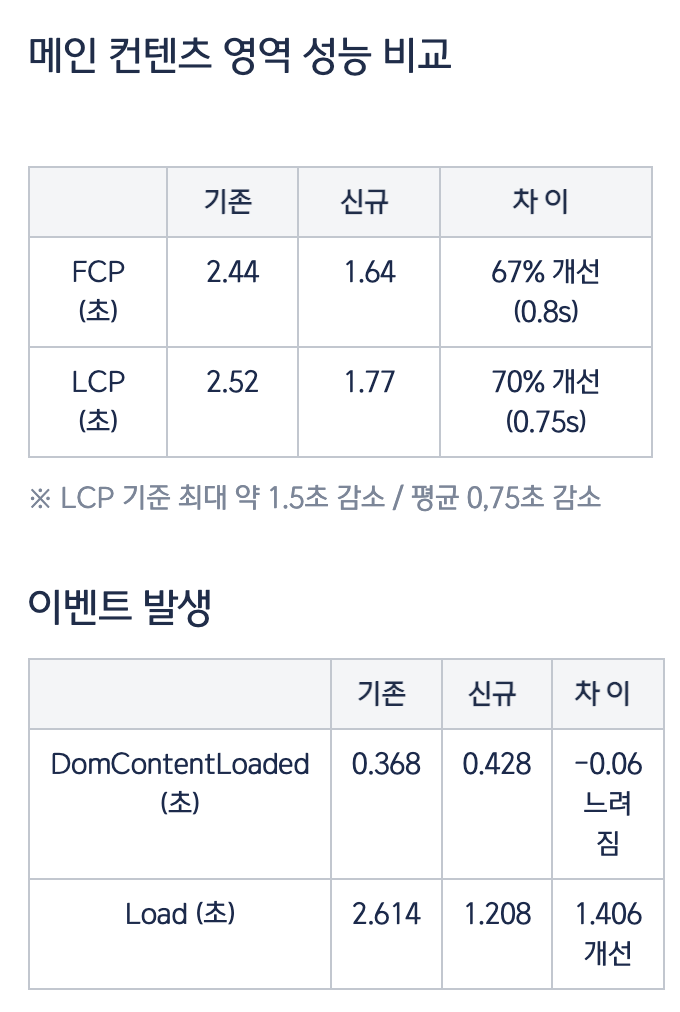 메인 컨텐츠 영역 성능 비교
기존 신규 차 이
FCP 2.44 1.64 67% 개선
(초) (0.8s)
LCP 2.52 1.77 70% 개선
(초) (0.75s)
※ LCP 기준 최대 약 1.5초 감소 / 평균 0,75초 감소
이벤트 발생
기존 신규 차 이
DomContentLoaded 0.368 0.428 -0.06
(초) 느려
짐
Load (초) 2.614 1.208 1.406
개선